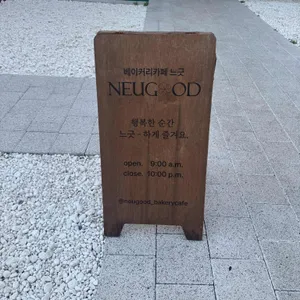 베이커리카페 느긋
NEUGOOD
행복한 순간
느긋-하게 즐겨요.
open. 9:00 a.m.
close. 10:00 p.m.
@neugood_bakerycafe